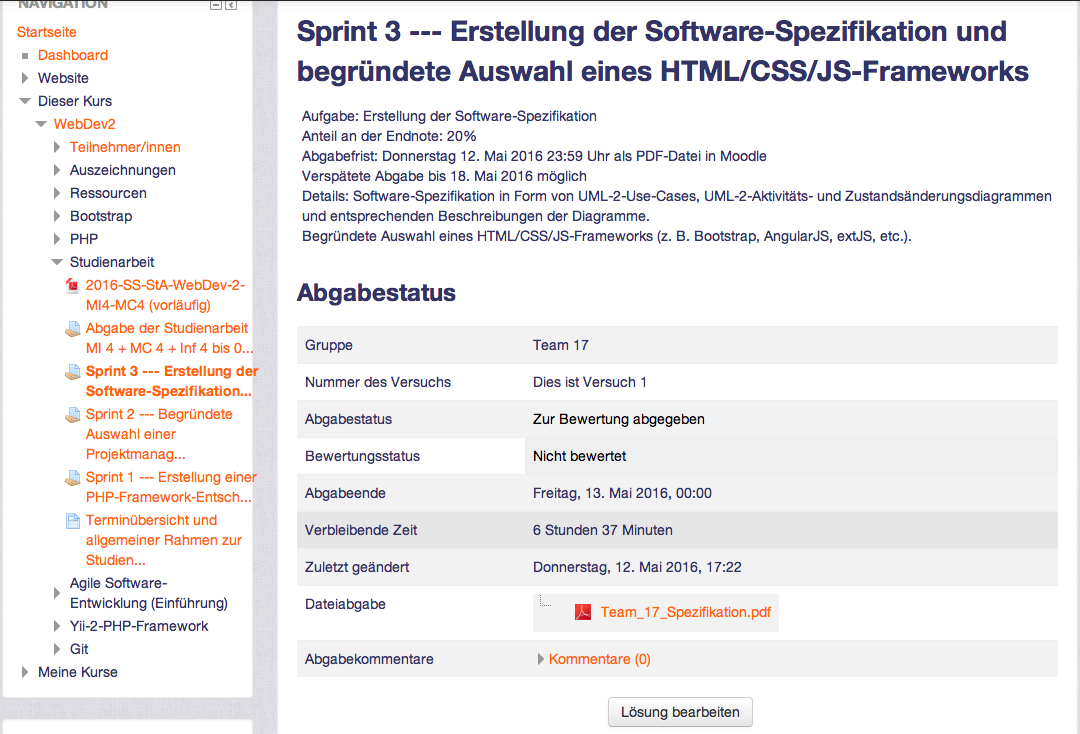 NAVIGATION
Startseite
Dashboard
Website
Dieser Kurs
WebDev2
Teilnehmer/innen
Auszeichnungen
Ressourcen
Bootstrap
PHP
Studienarbeit
2016-SS-StA-WebDev-2-
MI4-MC4 (vorläufig)
Abgabe der Studienarbeit
MI 4 + MC 4 + Inf 4 bis 0...
Sprint 3 --- Erstellung der
Software-Spezifikation...
Sprint 2 --- Begründete
Auswahl einer
Projektmanag...
Sprint 1 --- Erstellung einer
PHP-Framework-Entsch...
Terminübersicht und
allgemeiner Rahmen zur
Studien...
Agile Software-
Entwicklung (Einführung)
Yii-2-PHP-Framework
Git
Meine Kurse
Sprint 3 --- Erstellung der Software-Spezifikation und
begründete Auswahl eines HTML/CSS/JS-Frameworks
Aufgabe: Erstellung der Software-Spezifikation
Anteil an der Endnote: 20%
Abgabefrist: Donnerstag 12. Mai 2016 23:59 Uhr als PDF-Datei in Moodle
Verspätete Abgabe bis 18. Mai 2016 möglich
Details: Software-Spezifikation in Form von UML-2-Use-Cases, UML-2-Aktivitäts- und Zustandsänderungsdiagrammen
und entsprechenden Beschreibungen der Diagramme.
Begründete Auswahl eines HTML/CSS/JS-Frameworks (z. B. Bootstrap, AngularJS, extJS, etc.).
Abgabestatus
Gruppe Team 17
Nummer des Versuchs Dies ist Versuch 1
Abgabestatus Zur Bewertung abgegeben
Bewertungsstatus Nicht bewertet
Abgabeende Freitag, 13. Mai 2016, 00:00
Verbleibende Zeit 6 Stunden 37 Minuten
Zuletzt geändert Donnerstag, 12. Mai 2016, 17:22
Dateiabgabe Team_17_Spezifikation.pdf
Abgabekommentare Kommentare (0)
Lösung bearbeiten